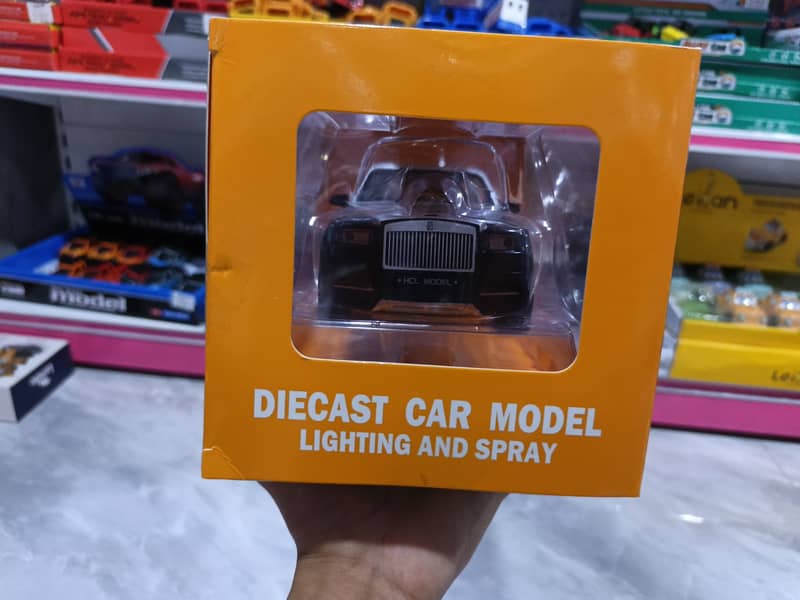 DIECAST CAR MODEL
LIGHTING AND SPRAY
• HCL MODEL •
model